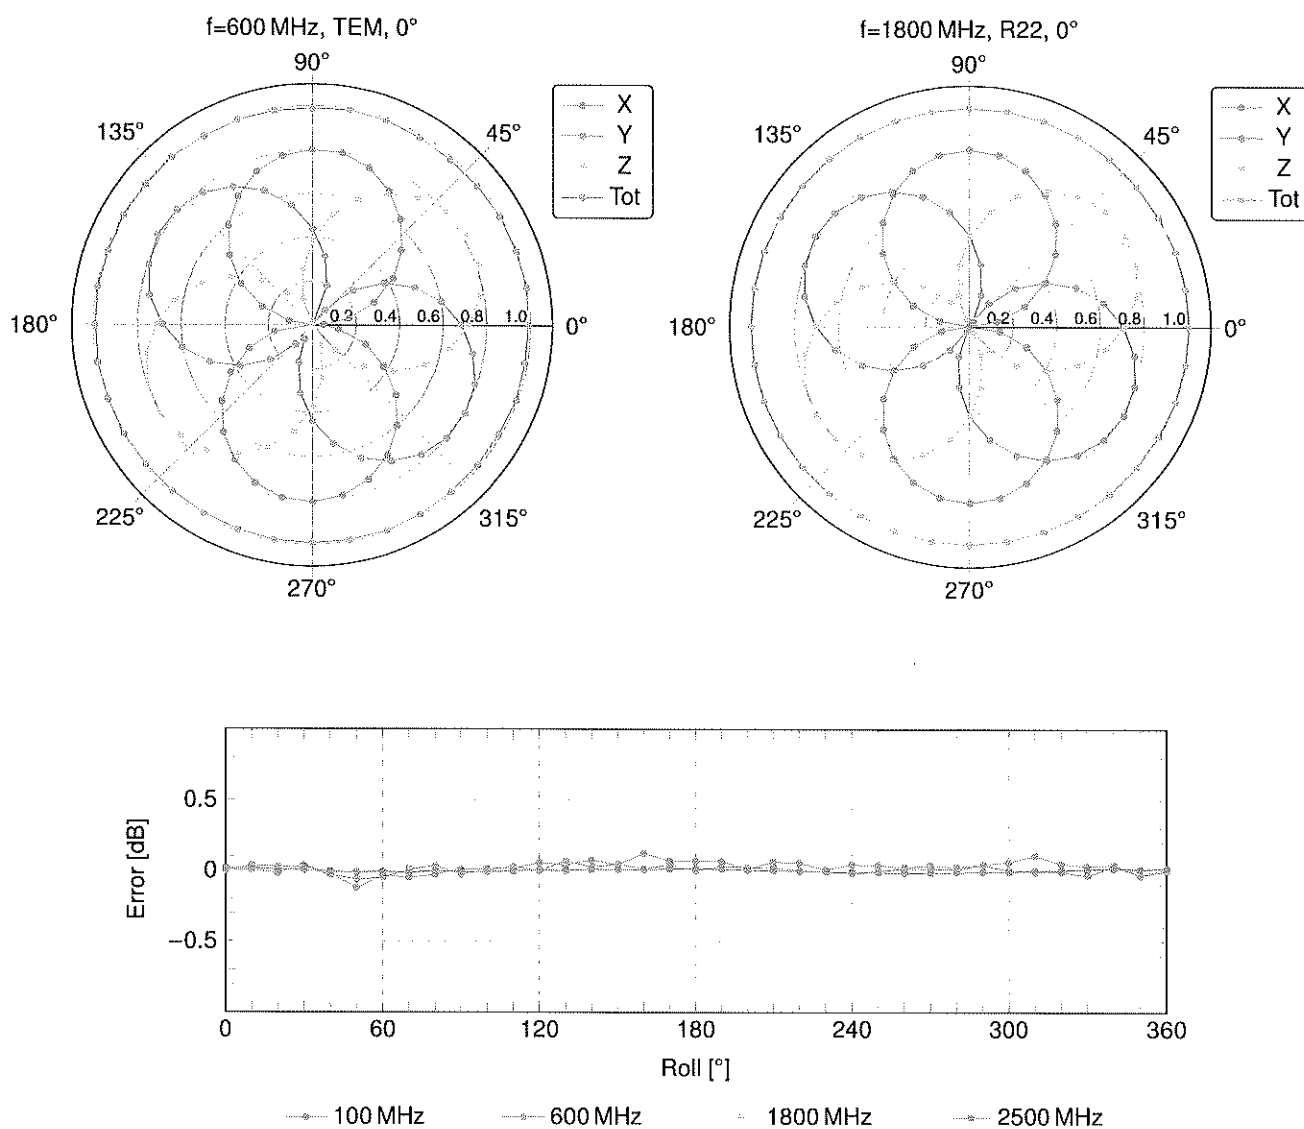 f=600 MHz, TEM, 0°
90°
135°
45°
180°
0.2 0.4 0.6 0.8 1.0
0°
225°
315°
270°
X
Y
Z
Tot
f=1800 MHz, R22, 0°
90°
135°
45°
180°
0.2 0.4 0.6 0.8 1.0
0°
225°
315°
270°
X
Y
Z
Tot
Error [dB]
0.5
0
−0.5
0 60 120 180 240 300 360
Roll [°]
100 MHz 600 MHz 1800 MHz 2500 MHz